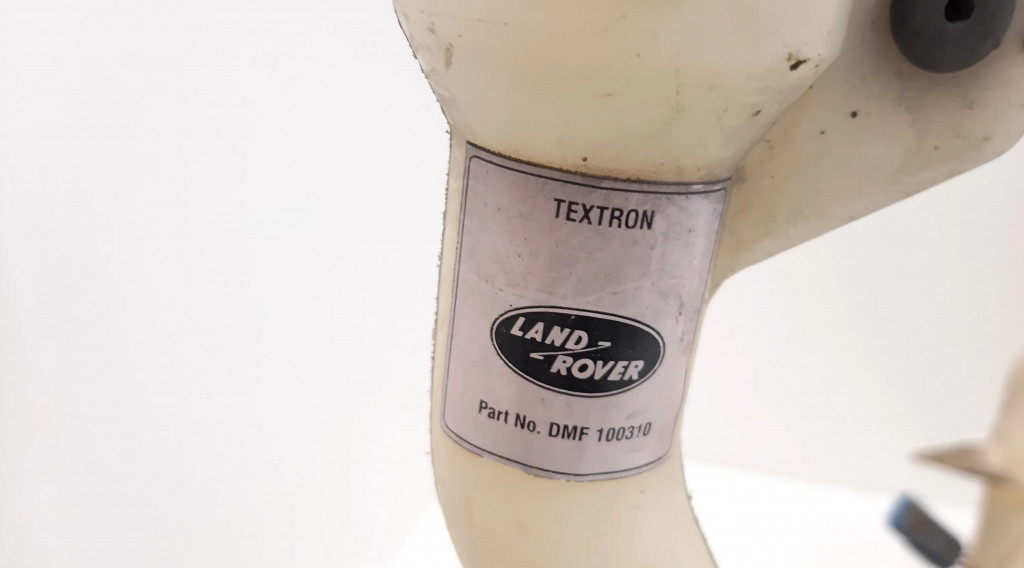 TEXTRON
LAND
ROVER
Part No. DMF 100310